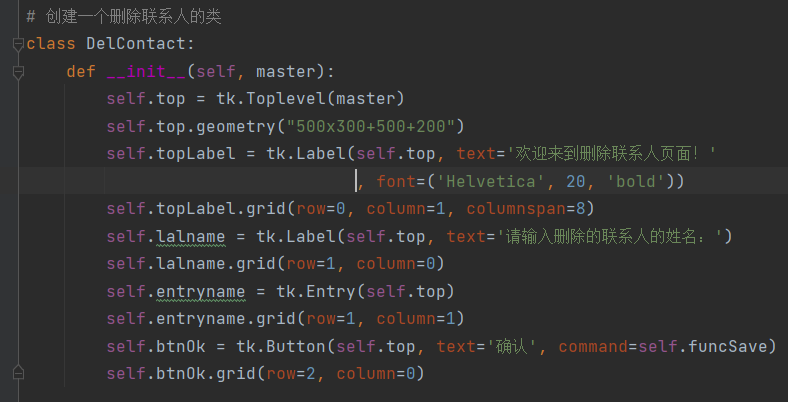 # 创建一个删除联系人的类
class DelContact:
    def __init__(self, master):
        self.top = tk.Toplevel(master)
        self.top.geometry("500x300+500+200")
        self.topLabel = tk.Label(self.top, text='欢迎来到删除联系人页面！'
                                 , font=('Helvetica', 20, 'bold'))
        self.topLabel.grid(row=0, column=1, columnspan=8)
        self.lalname = tk.Label(self.top, text='请输入删除的联系人的姓名：')
        self.lalname.grid(row=1, column=0)
        self.entryname = tk.Entry(self.top)
        self.entryname.grid(row=1, column=1)
        self.btnOk = tk.Button(self.top, text='确认', command=self.funcSave)
        self.btnOk.grid(row=2, column=0)